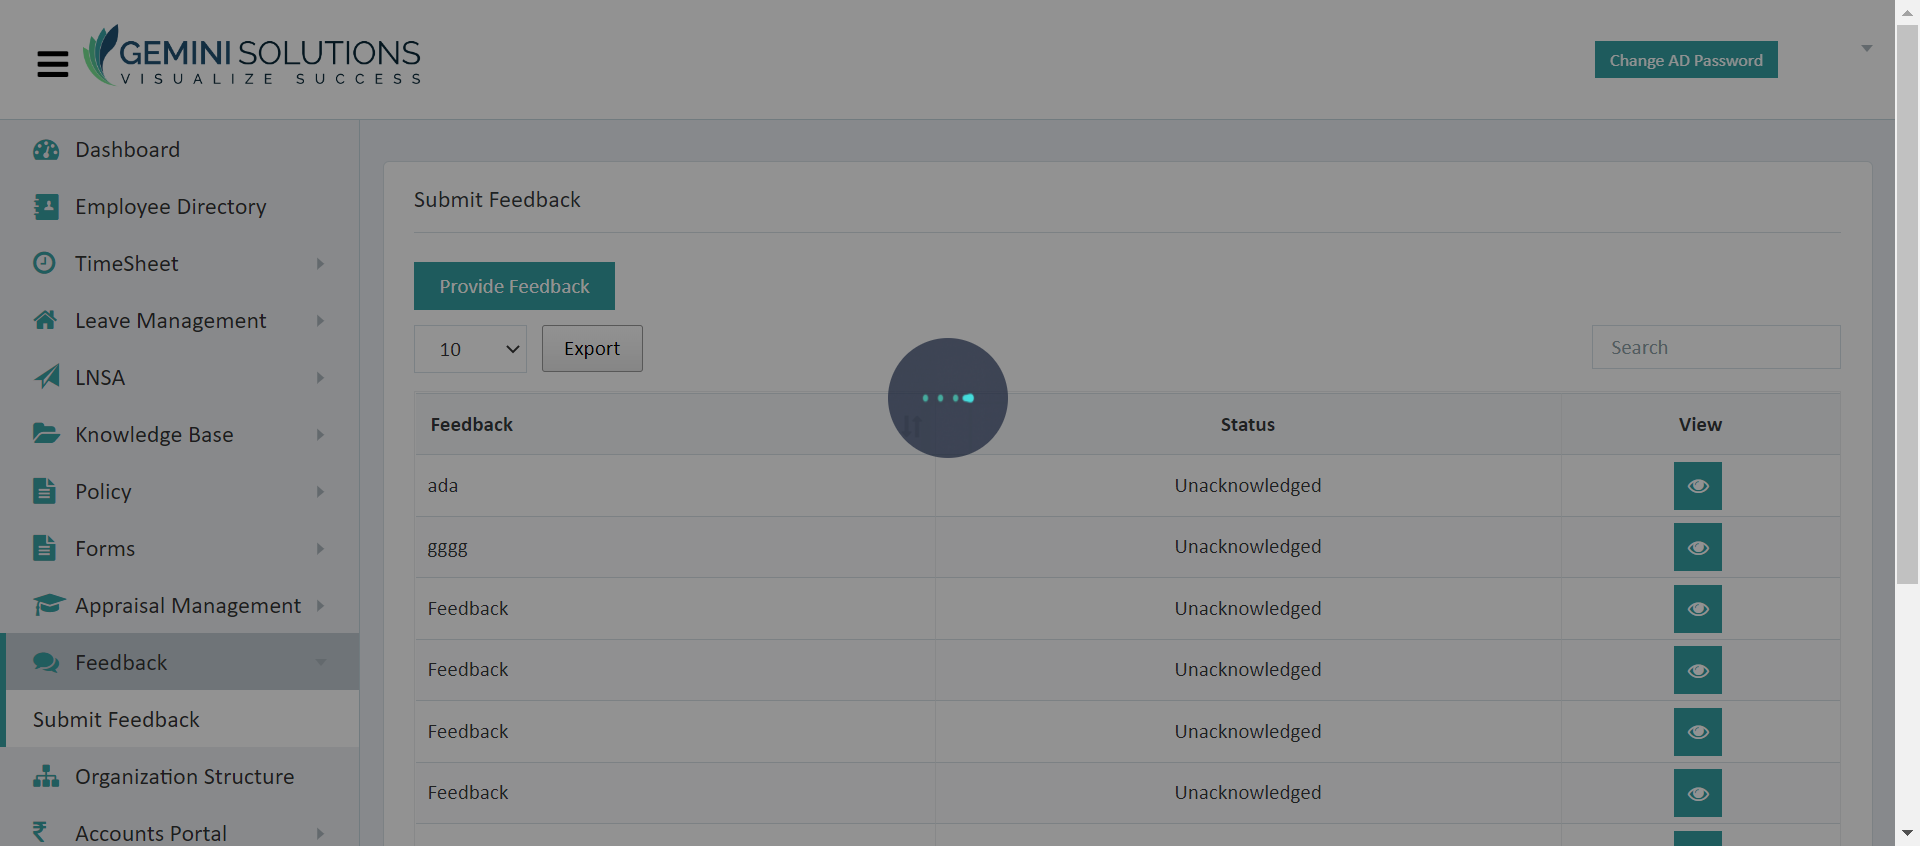 GEMINI SOLUTIONS
VISUALIZE SUCCESS
Change AD Password
Dashboard
Employee Directory
TimeSheet
Leave Management
LNSA
Knowledge Base
Policy
Forms
Appraisal Management
Feedback
Submit Feedback
Organization Structure
₹ Accounts Portal
Submit Feedback
Provide Feedback
10
Export
Search
Feedback Status View
ada Unacknowledged
gggg Unacknowledged
Feedback Unacknowledged
Feedback Unacknowledged
Feedback Unacknowledged
Feedback Unacknowledged